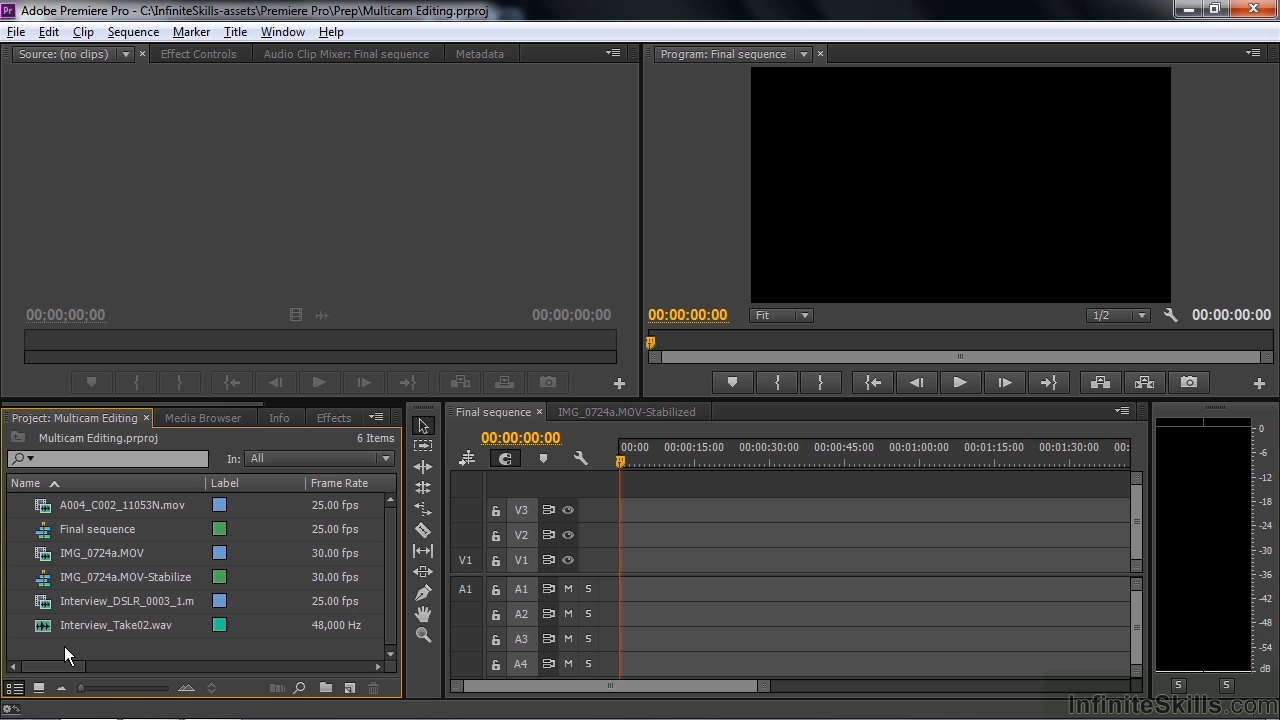 Pr Adobe Premiere Pro - C:\InfiniteSkills-assets\Premiere Pro\Prep\Multicam Editing.prproj
File Edit Clip Sequence Marker Title Window Help
Source: (no clips) Effect Controls Audio Clip Mixer: Final sequence Metadata
Program: Final sequence
00;00;00;00 00;00;00;00
00:00:00:00 Fit 1/2 00:00:00:00
Project: Multicam Editing Media Browser Info Effects
Multicam Editing.prproj 6 Items
In: All
Name Label Frame Rate
A004_C002_11053N.mov 25.00 fps
Final sequence 25.00 fps
IMG_0724a.MOV 30.00 fps
IMG_0724a.MOV-Stabilize 30.00 fps
Interview_DSLR_0003_1.m 25.00 fps
Interview_Take02.wav 48,000 Hz
Final sequence IMG_0724a.MOV-Stabilized
00:00:00:00
00:00 00:00:15:00 00:00:30:00 00:00:45:00 00:01:00:00 00:01:15:00 00:01:30:00 00:
V3
V2
V1 V1
A1 A1 M S
A2 M S
A3 M S
A4 M S
0
-6
-12
-18
-24
-30
-36
-42
-48
-54
dB
S S
InfiniteSkills.com